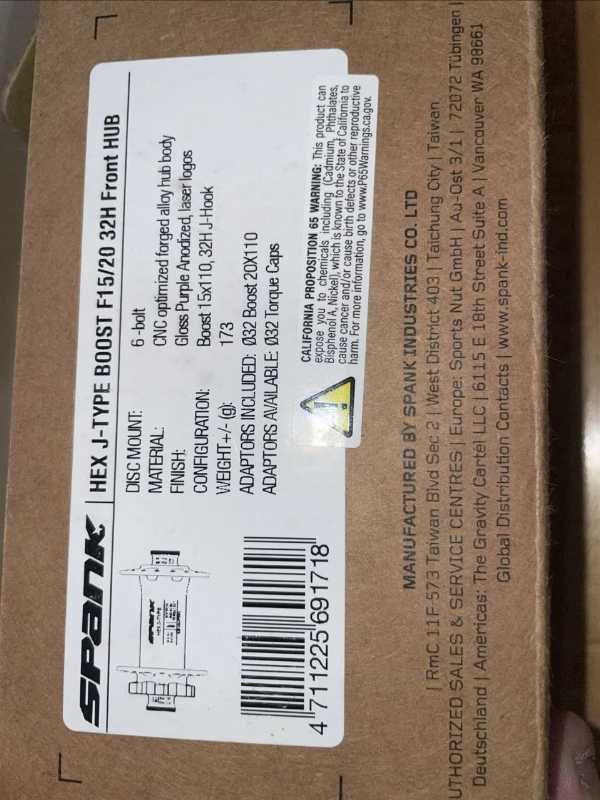 SPANK
HEX J-TYPE BOOST F15/20 32H Front HUB
DISC MOUNT: 6 -bolt
MATERIAL: CNC optimized forged alloy hub body
FINISH: Gloss Purple Anodized, laser logos
CONFIGURATION: Boost 15x110, 32H J-Hook
WEIGHT+/- (g): 173
ADAPTORS INCLUDED: Ø32 Boost 20X110
ADAPTORS AVAILABLE: Ø32 Torque Caps
SPANK
HEX J-TYPE
4 711225 691718
CALIFORNIA PROPOSITION 65 WARNING: This product can
expose you to chemicals including (Cadmium, Phthalates,
Bisphenol A, Nickel), which is known to the State of California to
cause cancer and/or cause birth defects or other reproductive
harm. For more information, go to www.P65Warnings.ca.gov.
MANUFACTURED BY SPANK INDUSTRIES CO. LTD
| RmC 11F 573 Taiwan Blvd Sec 2 | West District 403 | Taichung City | Taiwan
UTHORIZED SALES & SERVICE CENTRES | Europe: Sports Nut GmbH | Au-Ost 3/1 | 72072 Tübingen |
Deutschland | Americas: The Gravity Cartel LLC | 6115 E 18th Street Suite A | Vancouver WA 98661
Global Distribution Contacts | www.spank-ind.com